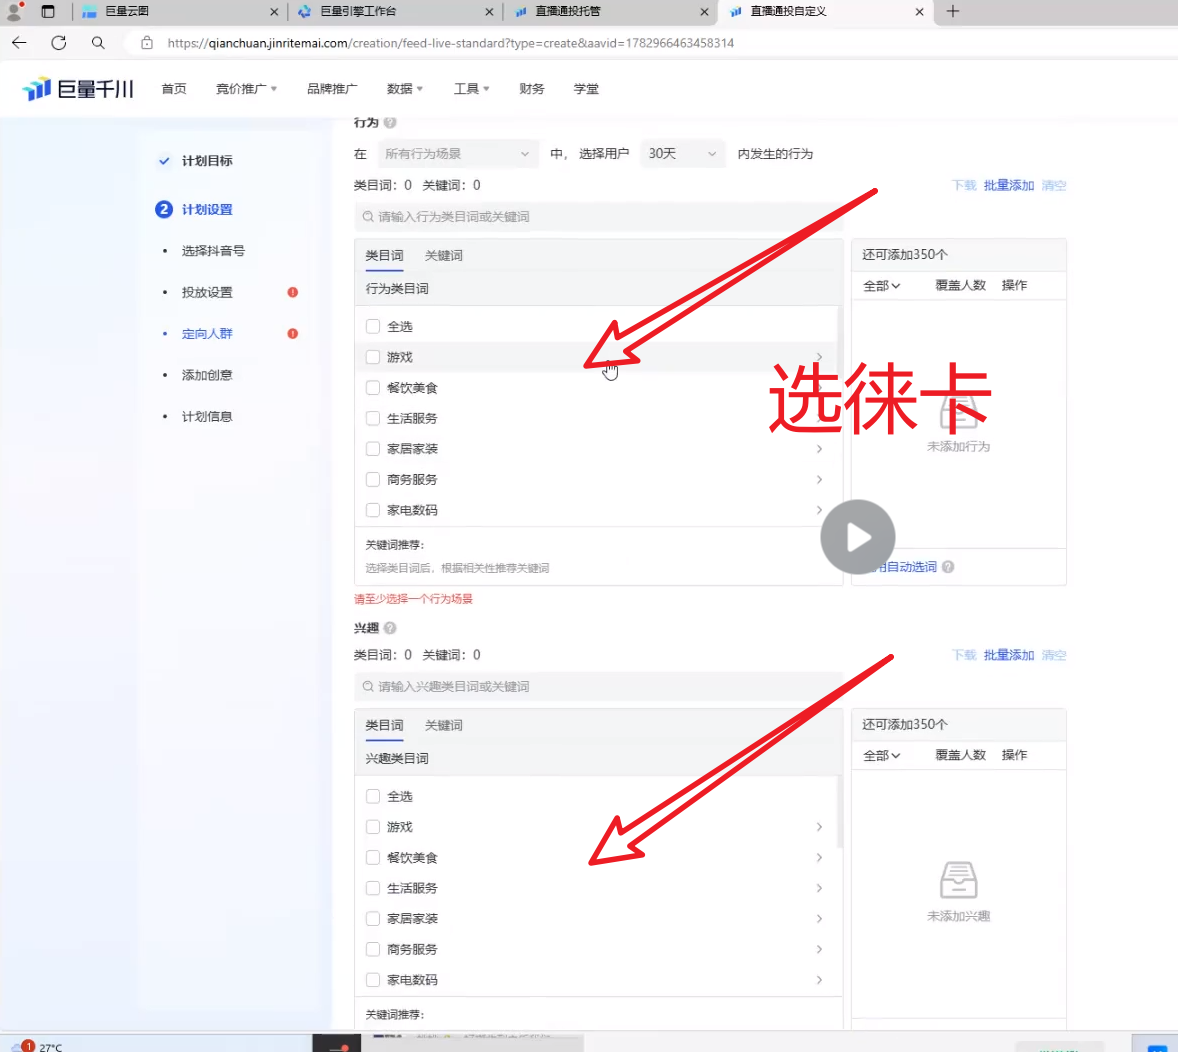 巨量云图
巨量引擎工作台
直播通投托管
直播通投自定义
https://qianchuan.jinritemai.com/creation/feed-live-standard?type=create&aavid=1782966463458314
巨量千川 首页 竞价推广 品牌推广 数据 工具 财务 学堂
计划目标
2 计划设置
选择抖音号
投放设置
定向人群
添加创意
计划信息
行为
在 所有行为场景 中，选择用户 30天 内发生的行为
类目词：0 关键词：0 下载 批量添加 清空
请输入行为类目词或关键词
类目词 关键词
行为类目词
全选
游戏
餐饮美食
生活服务
家居家装
商务服务
家电数码
关键词推荐：
选择类目词后，根据相关性推荐关键词
还可添加350个
全部 覆盖人数 操作
选徕卡
未添加行为
用自动选词
请至少选择一个行为场景
兴趣
类目词：0 关键词：0 下载 批量添加 清空
请输入兴趣类目词或关键词
类目词 关键词
兴趣类目词
全选
游戏
餐饮美食
生活服务
家居家装
商务服务
家电数码
关键词推荐：
还可添加350个
全部 覆盖人数 操作
未添加兴趣
1 27°C